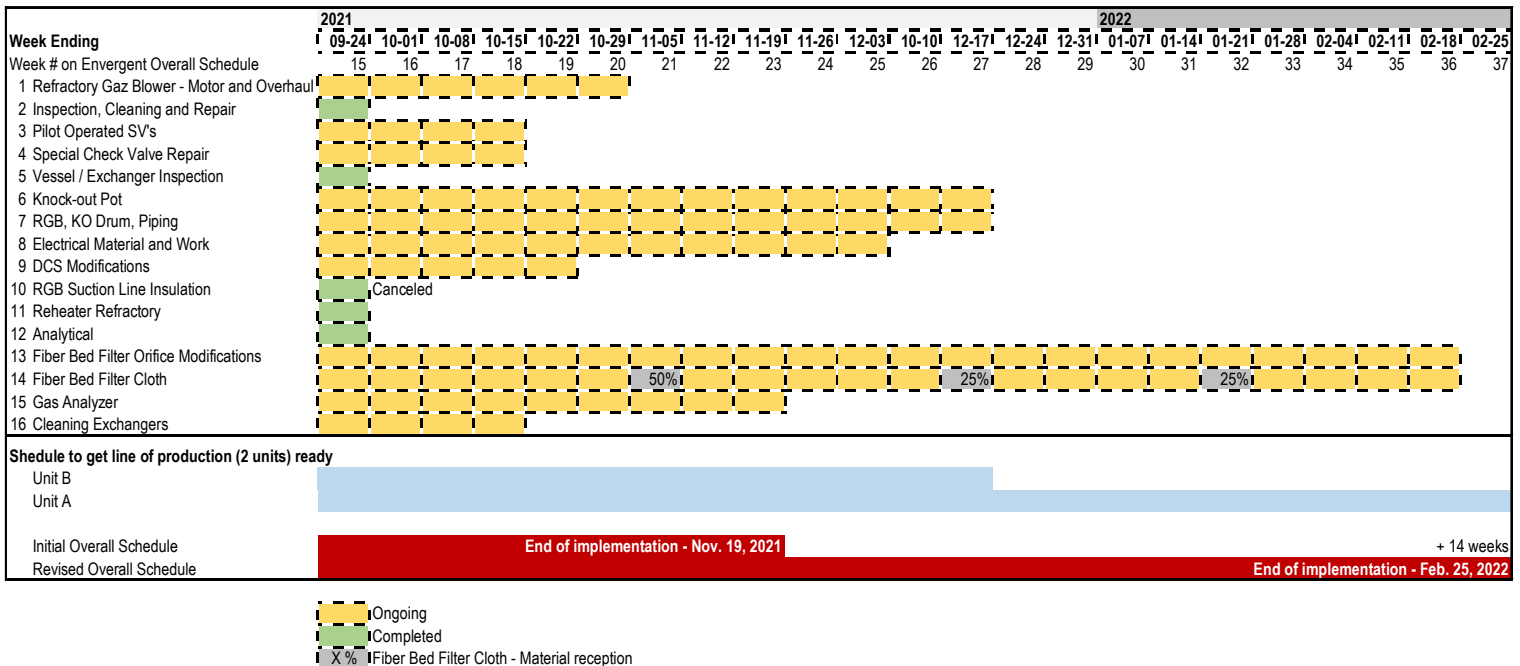 2021 2022
Week Ending 09-24 10-01 10-08 10-15 10-22 10-29 11-05 11-12 11-19 11-26 12-03 10-10 12-17 12-24 12-31 01-07 01-14 01-21 01-28 02-04 02-11 02-18 02-25
Week # on Envergent Overall Schedule 15 16 17 18 19 20 21 22 23 24 25 26 27 28 29 30 31 32 33 34 35 36 37
1 Refractory Gaz Blower - Motor and Overhaul
2 Inspection, Cleaning and Repair
3 Pilot Operated SV's
4 Special Check Valve Repair
5 Vessel / Exchanger Inspection
6 Knock-out Pot
7 RGB, KO Drum, Piping
8 Electrical Material and Work
9 DCS Modifications
10 RGB Suction Line Insulation Canceled
11 Reheater Refractory
12 Analytical
13 Fiber Bed Filter Orifice Modifications
14 Fiber Bed Filter Cloth 50% 25% 25%
15 Gas Analyzer
16 Cleaning Exchangers
Shedule to get line of production (2 units) ready
Unit B
Unit A
Initial Overall Schedule End of implementation - Nov. 19, 2021 + 14 weeks
Revised Overall Schedule End of implementation - Feb. 25, 2022
Ongoing
Completed
X % Fiber Bed Filter Cloth - Material reception